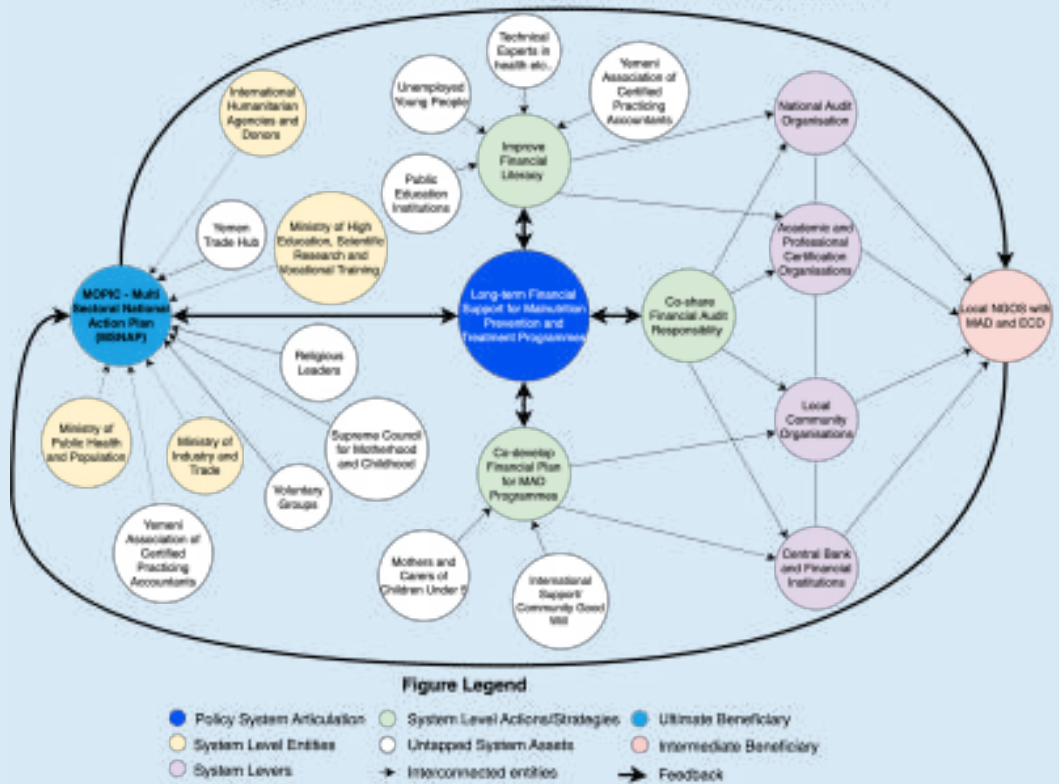 International
Humanitarian
Agencies and
Donors
Technical
Experts in
health etc..
Unemployed
Young People
Yemeni
Association of
Certified
Practicing
Accountants
Public
Education
Institutions
Improve
Financial
Literacy
National Audit
Organisation
Yemen
Trade Hub
Ministry of High
Education, Scientific
Research and
Vocational Training
Academic and
Professional
Certification
Organisations
MOPIC - Multi
Sectoral National
Action Plan
(MSNAP)
Long-term Financial
Support for Malnutrition
Prevention and
Treatment Programmes
Co-share
Financial Audit
Responsibility
Local NGOS with
MAD and ECD
Religious
Leaders
Supreme Council
for Motherhood
and Childhood
Local
Community
Organisations
Ministry of
Public Health
and Population
Ministry of
Industry and
Trade
Voluntary
Groups
Co-develop
Financial Plan
for MAD
Programmes
Yemeni
Association of
Certified
Practicing
Accountants
Mothers and
Carers of
Children Under 5
International
Support/
Community Good
Will
Central Bank
and Financial
Institutions
Figure Legend
Policy System Articulation
System Level Actions/Strategies
Ultimate Beneficiary
System Level Entities
Untapped System Assets
Intermediate Beneficiary
System Levers
Interconnected entities
Feedback